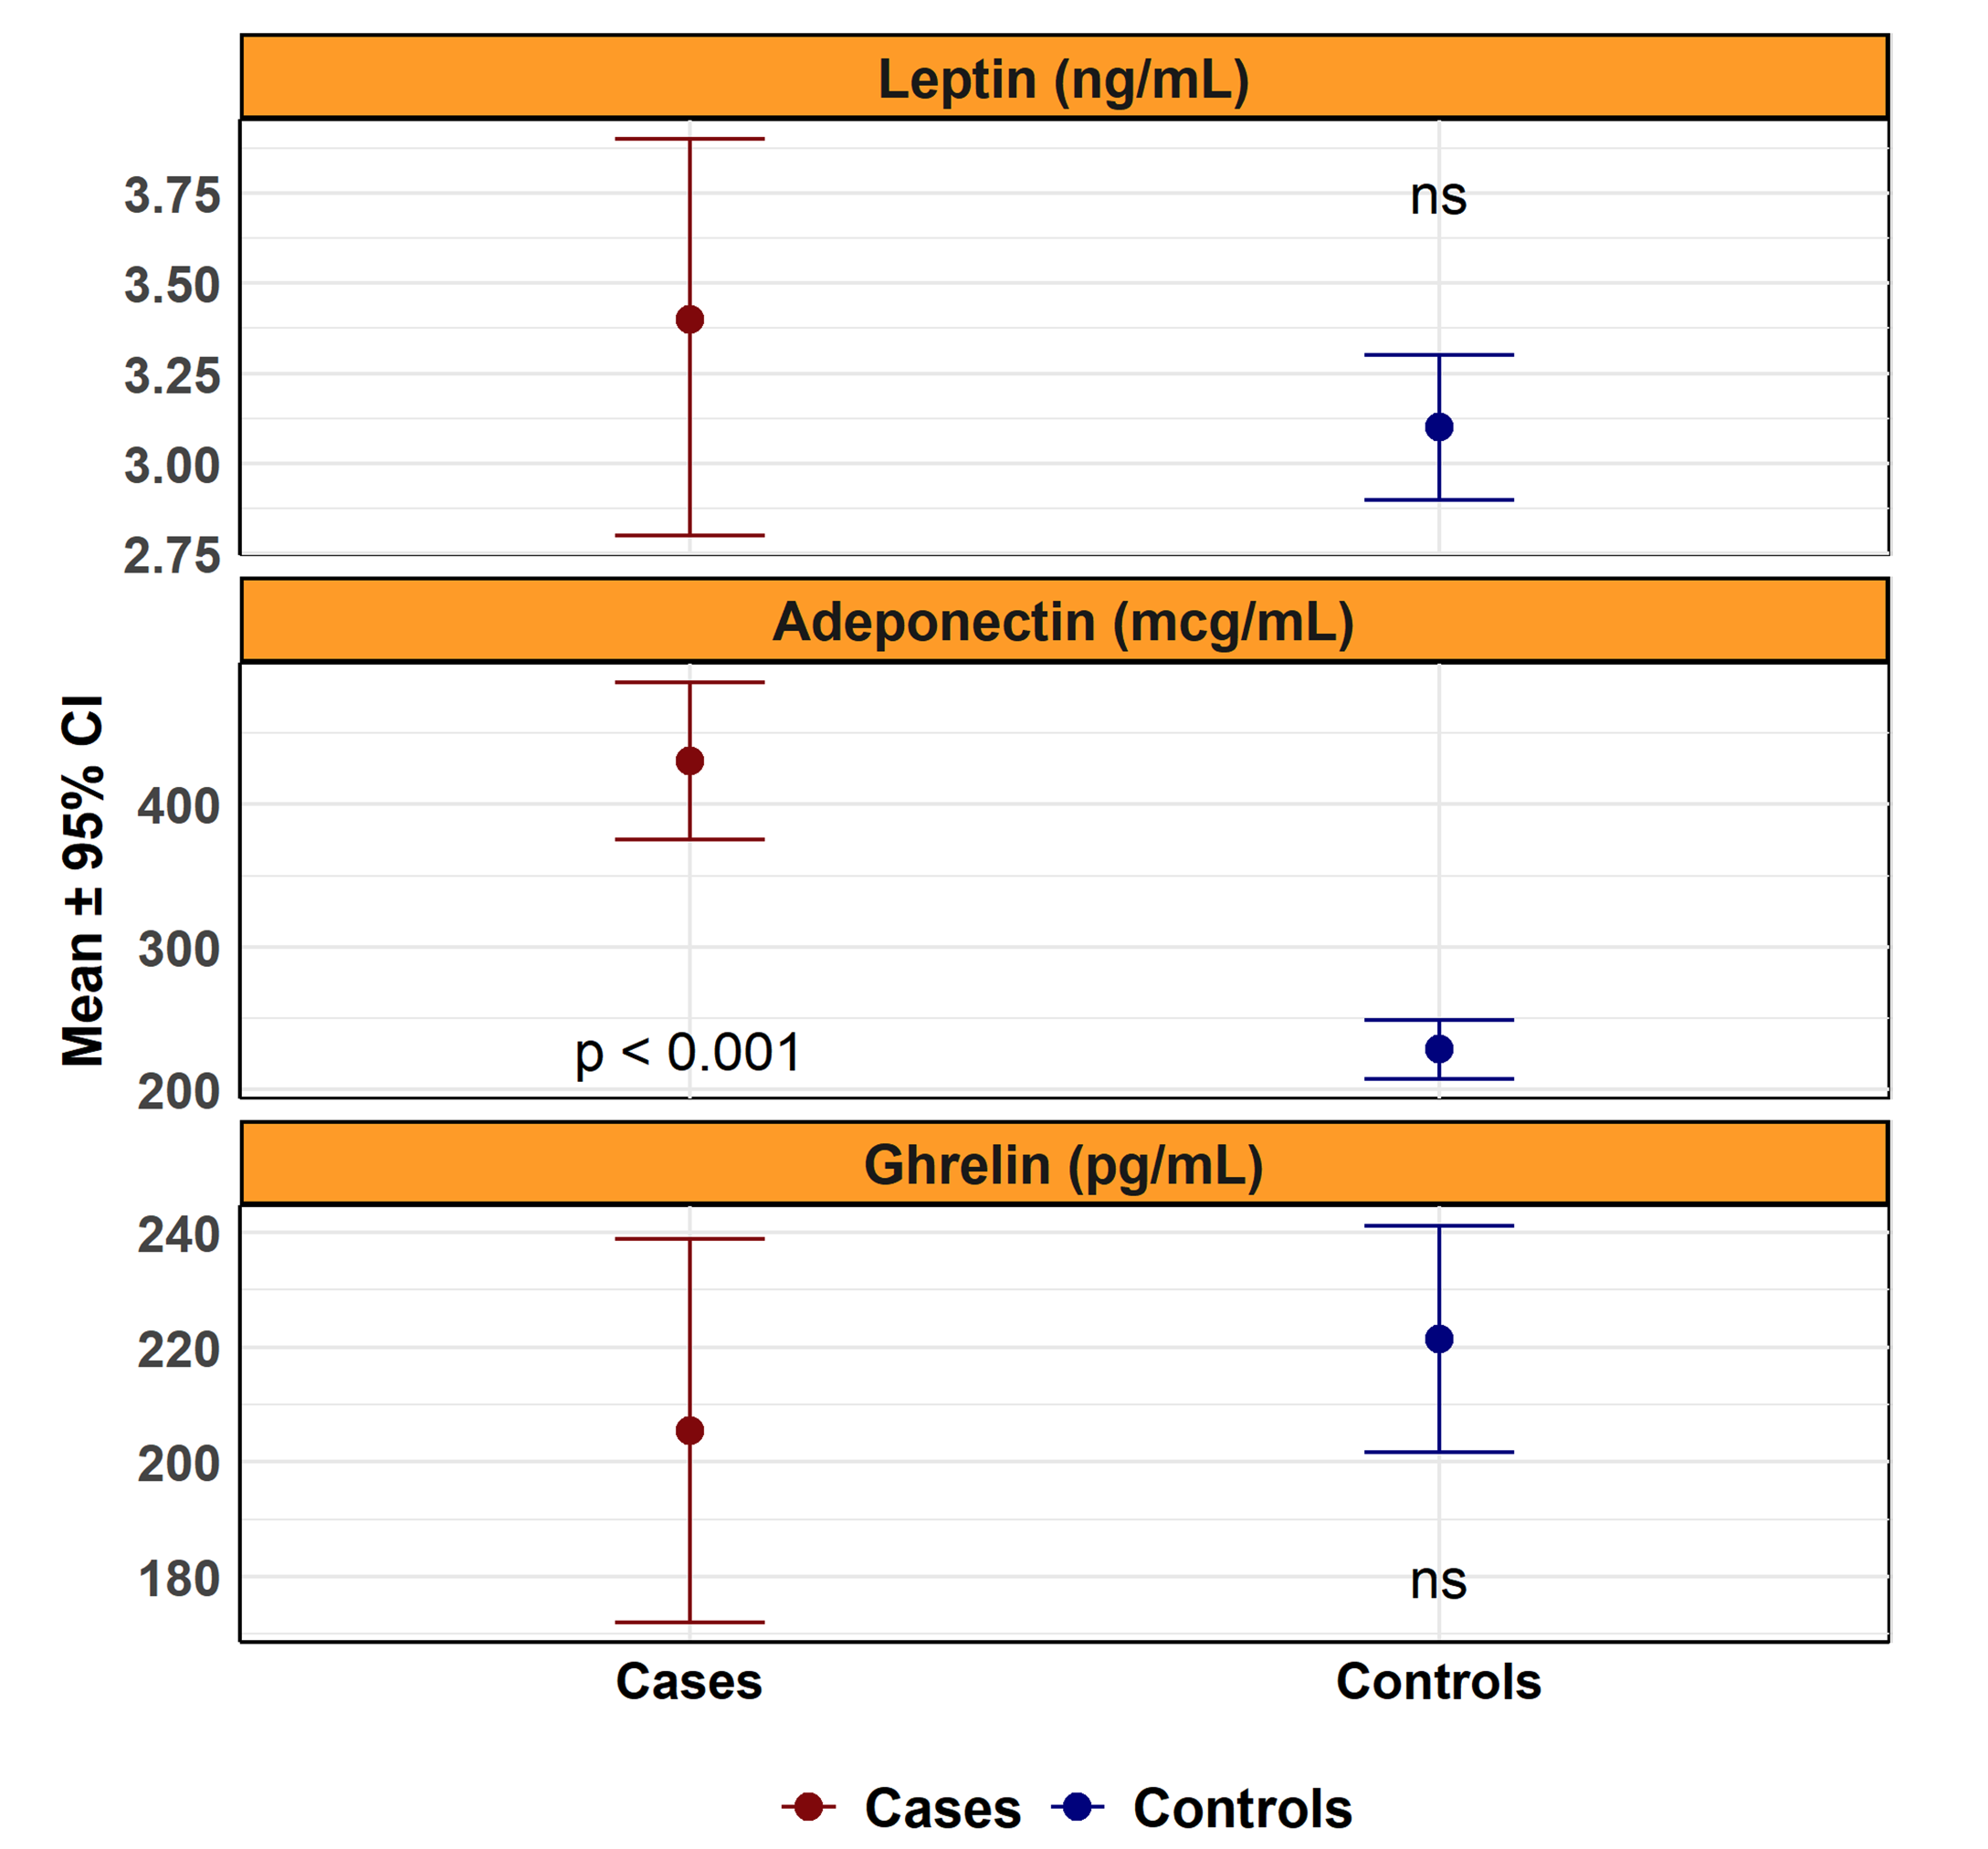 Leptin (ng/mL)
3.75
3.50
3.25
3.00
2.75
ns
Adeponectin (mcg/mL)
Mean ± 95% CI
400
300
200
p < 0.001
Ghrelin (pg/mL)
240
220
200
180
ns
Cases
Controls
Cases Controls